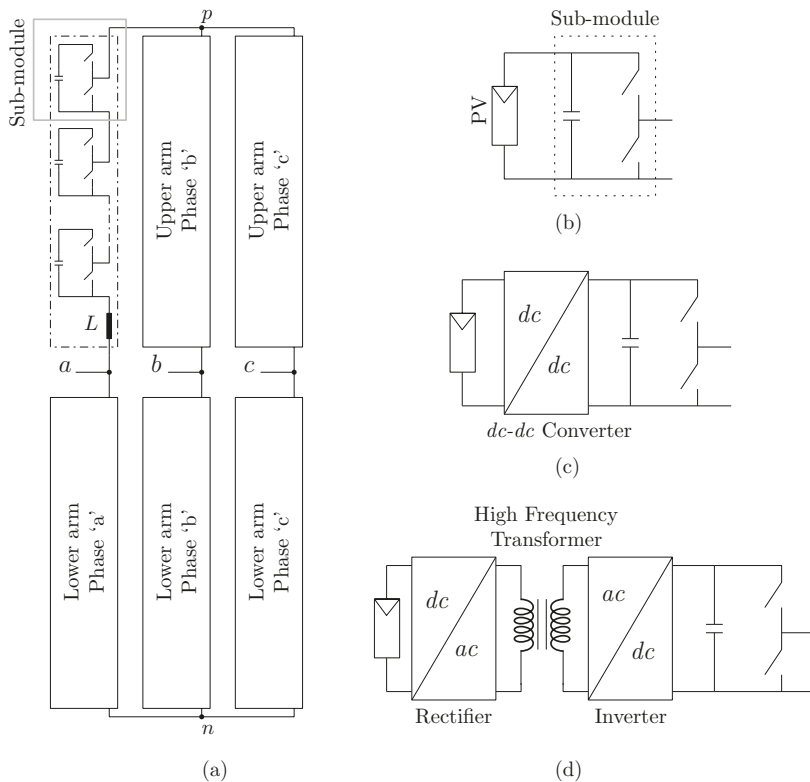 Sub-module
p
Upper arm
Phase ‘b’
Upper arm
Phase ‘c’
L
a
b
c
Lower arm
Phase ‘a’
Lower arm
Phase ‘b’
Lower arm
Phase ‘c’
n
(a)
Sub-module
PV
(b)
dc
dc
dc-dc Converter
(c)
High Frequency
Transformer
dc
ac
ac
dc
Rectifier
Inverter
(d)